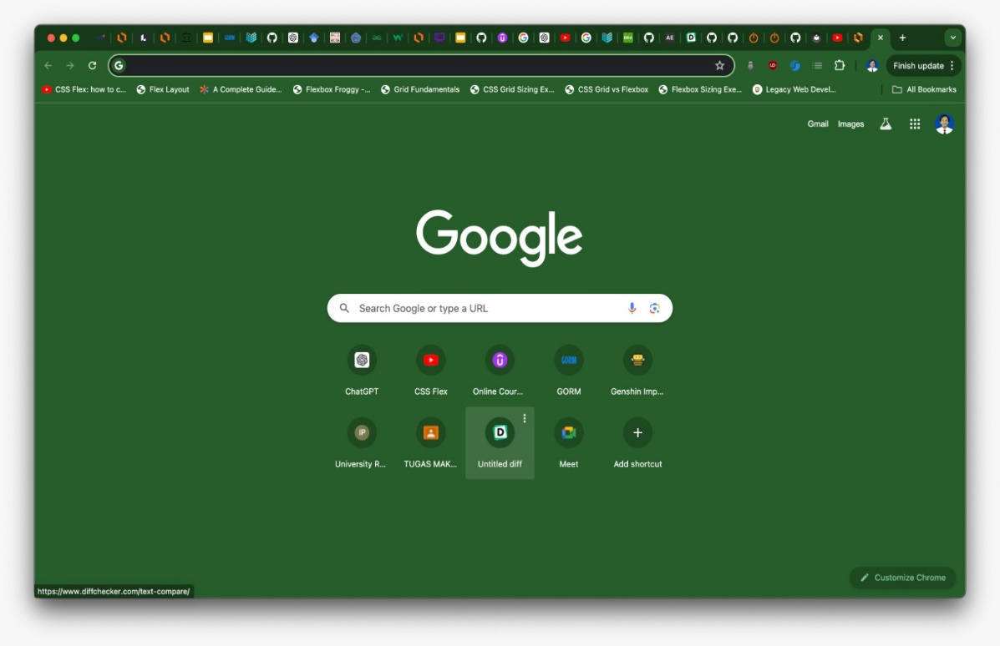 Finish update
CSS Flex: how to c... Flex Layout A Complete Guide... Flexbox Froggy -... Grid Fundamentals CSS Grid Sizing Ex... CSS Grid vs Flexbox Flexbox Sizing Exe... Legacy Web Devel... All Bookmarks
Gmail Images
Google
Search Google or type a URL
ChatGPT CSS Flex Online Cour... GORM Genshin Imp...
University R... TUGAS MAK... Untitled diff Meet Add shortcut
Customize Chrome
https://www.diffchecker.com/text-compare/